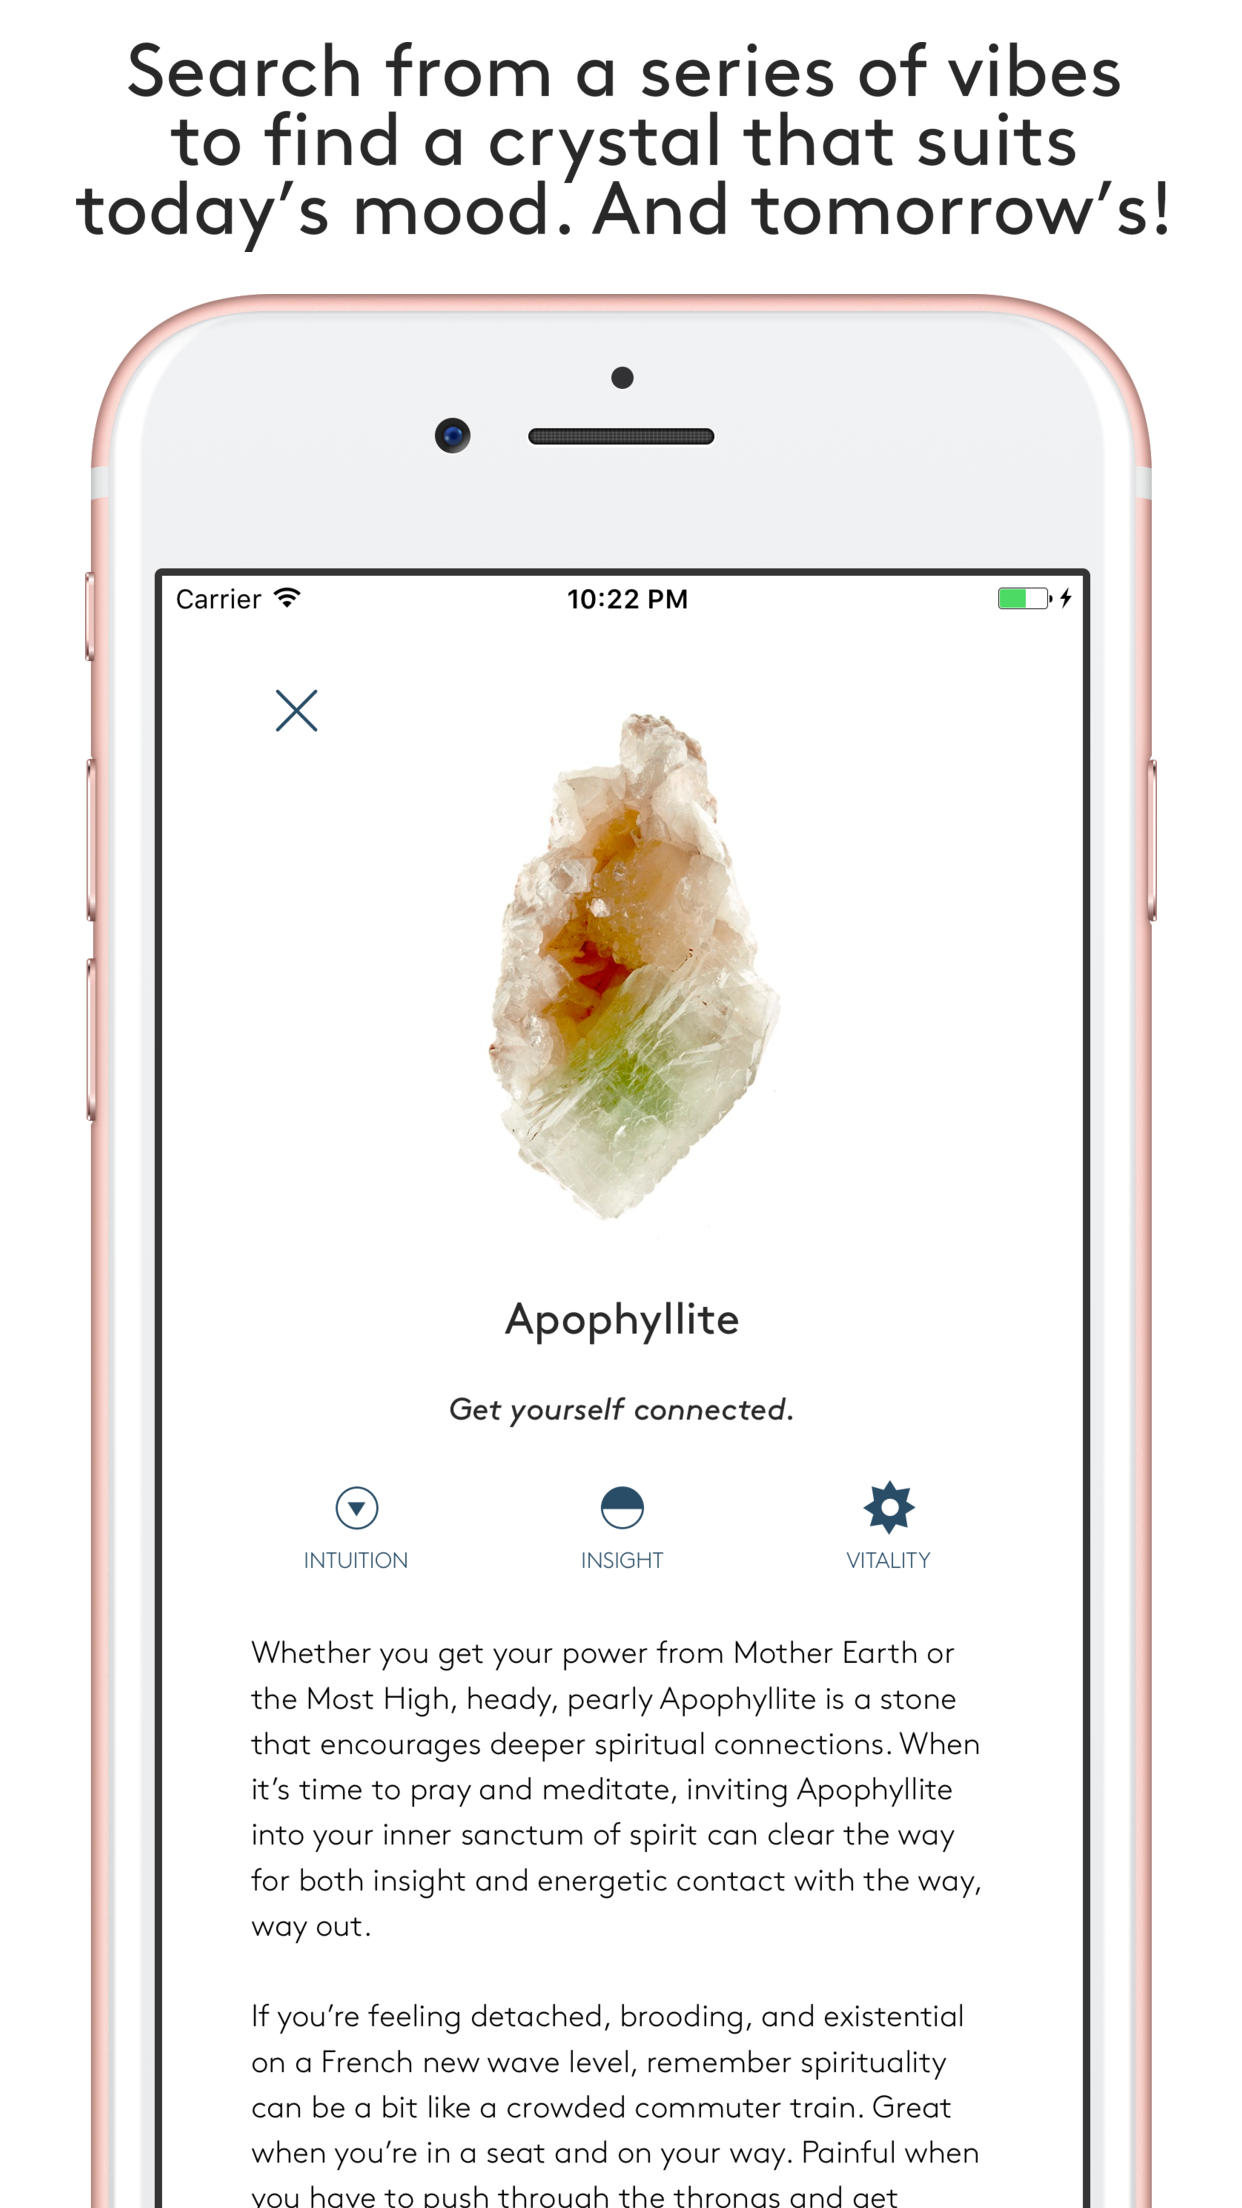 Search from a series of vibes
to find a crystal that suits
today’s mood. And tomorrow’s!
Carrier
10:22 PM
Apophyllite
Get yourself connected.
INTUITION
INSIGHT
VITALITY
Whether you get your power from Mother Earth or
the Most High, heady, pearly Apophyllite is a stone
that encourages deeper spiritual connections. When
it’s time to pray and meditate, inviting Apophyllite
into your inner sanctum of spirit can clear the way
for both insight and energetic contact with the way,
way out.
If you’re feeling detached, brooding, and existential
on a French new wave level, remember spirituality
can be a bit like a crowded commuter train. Great
when you’re in a seat and on your way. Painful when
you have to push through the throngs and get